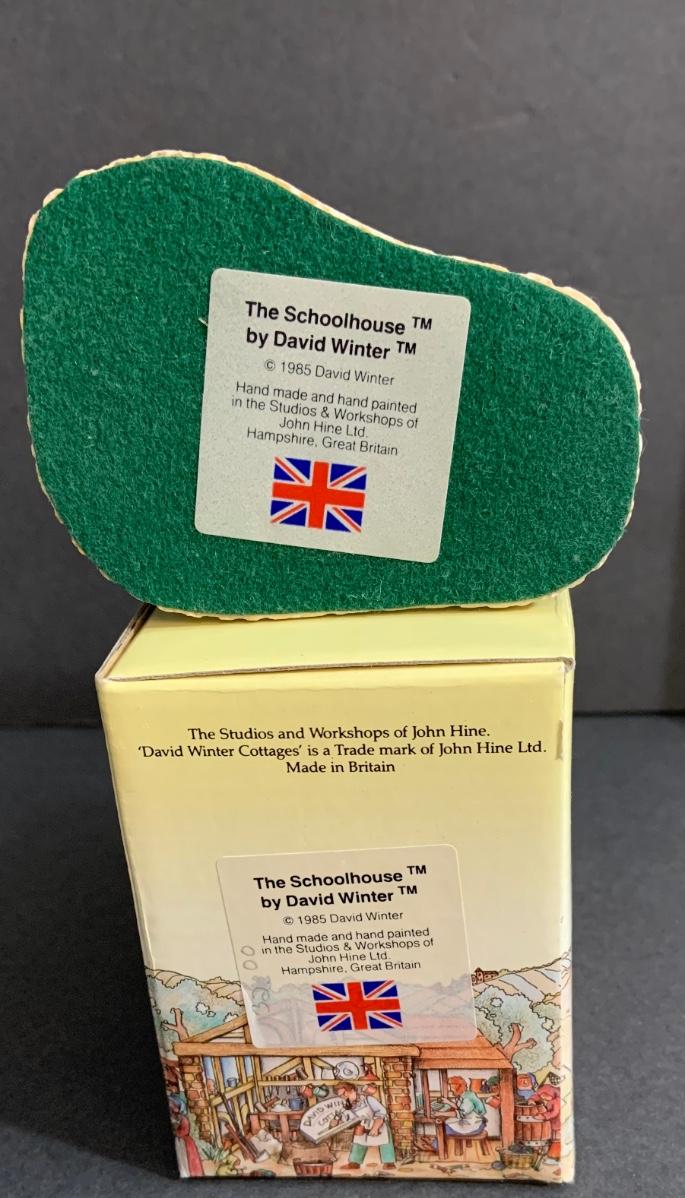 The Schoolhouse ™
by David Winter ™
© 1985 David Winter
Hand made and hand painted
in the Studios & Workshops of
John Hine Ltd.
Hampshire, Great Britain
The Studios and Workshops of John Hine.
'David Winter Cottages' is a Trade mark of John Hine Ltd.
Made in Britain
The Schoolhouse ™
by David Winter ™
© 1985 David Winter
Hand made and hand painted
in the Studios & Workshops of
John Hine Ltd.
Hampshire, Great Britain
DAVID WIN
COTTAGES